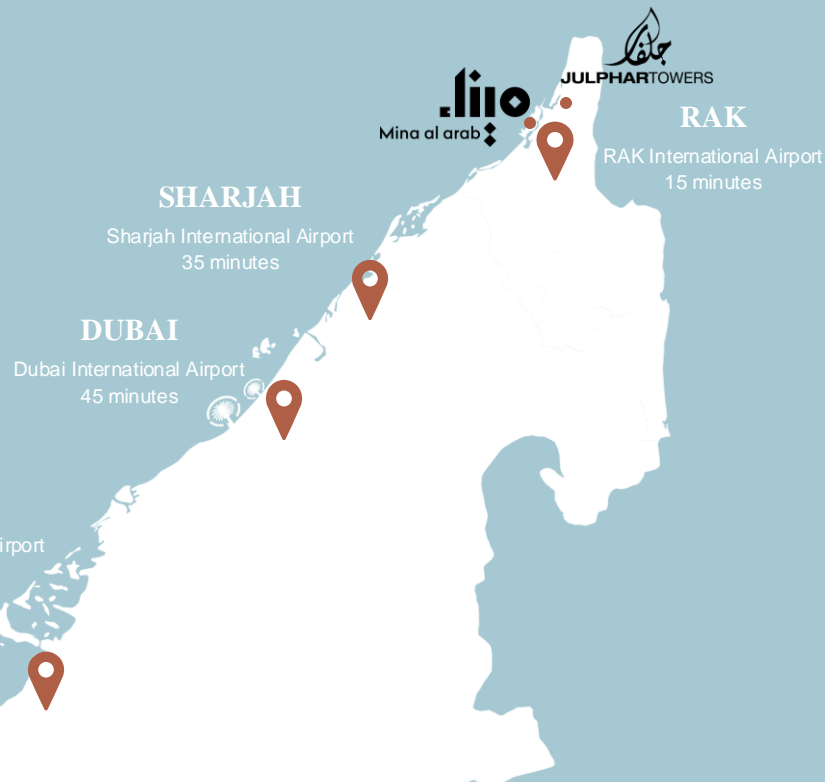 جلفار
JULPHARTOWERS
ميناء
Mina al arab
RAK
RAK International Airport
15 minutes
SHARJAH
Sharjah International Airport
35 minutes
DUBAI
Dubai International Airport
45 minutes
irport